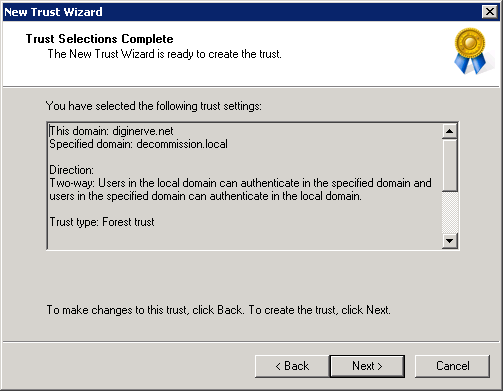 New Trust Wizard
Trust Selections Complete
The New Trust Wizard is ready to create the trust.
You have selected the following trust settings:
This domain: diginerve.net
Specified domain: decommission.local
Direction:
Two-way: Users in the local domain can authenticate in the specified domain and
users in the specified domain can authenticate in the local domain.
Trust type: Forest trust
To make changes to this trust, click Back. To create the trust, click Next.
< Back
Next >
Cancel